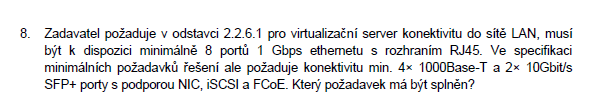 8. Zadavatel požaduje v odstavci 2.2.6.1 pro virtualizační server konektivitu do sítě LAN, musí
být k dispozici minimálně 8 portů 1 Gbps ethernetu s rozhraním RJ45. Ve specifikaci
minimálních požadavků řešení ale požaduje konektivitu min. 4× 1000Base-T a 2× 10Gbit/s
SFP+ porty s podporou NIC, iSCSI a FCoE. Který požadavek má být splněn?